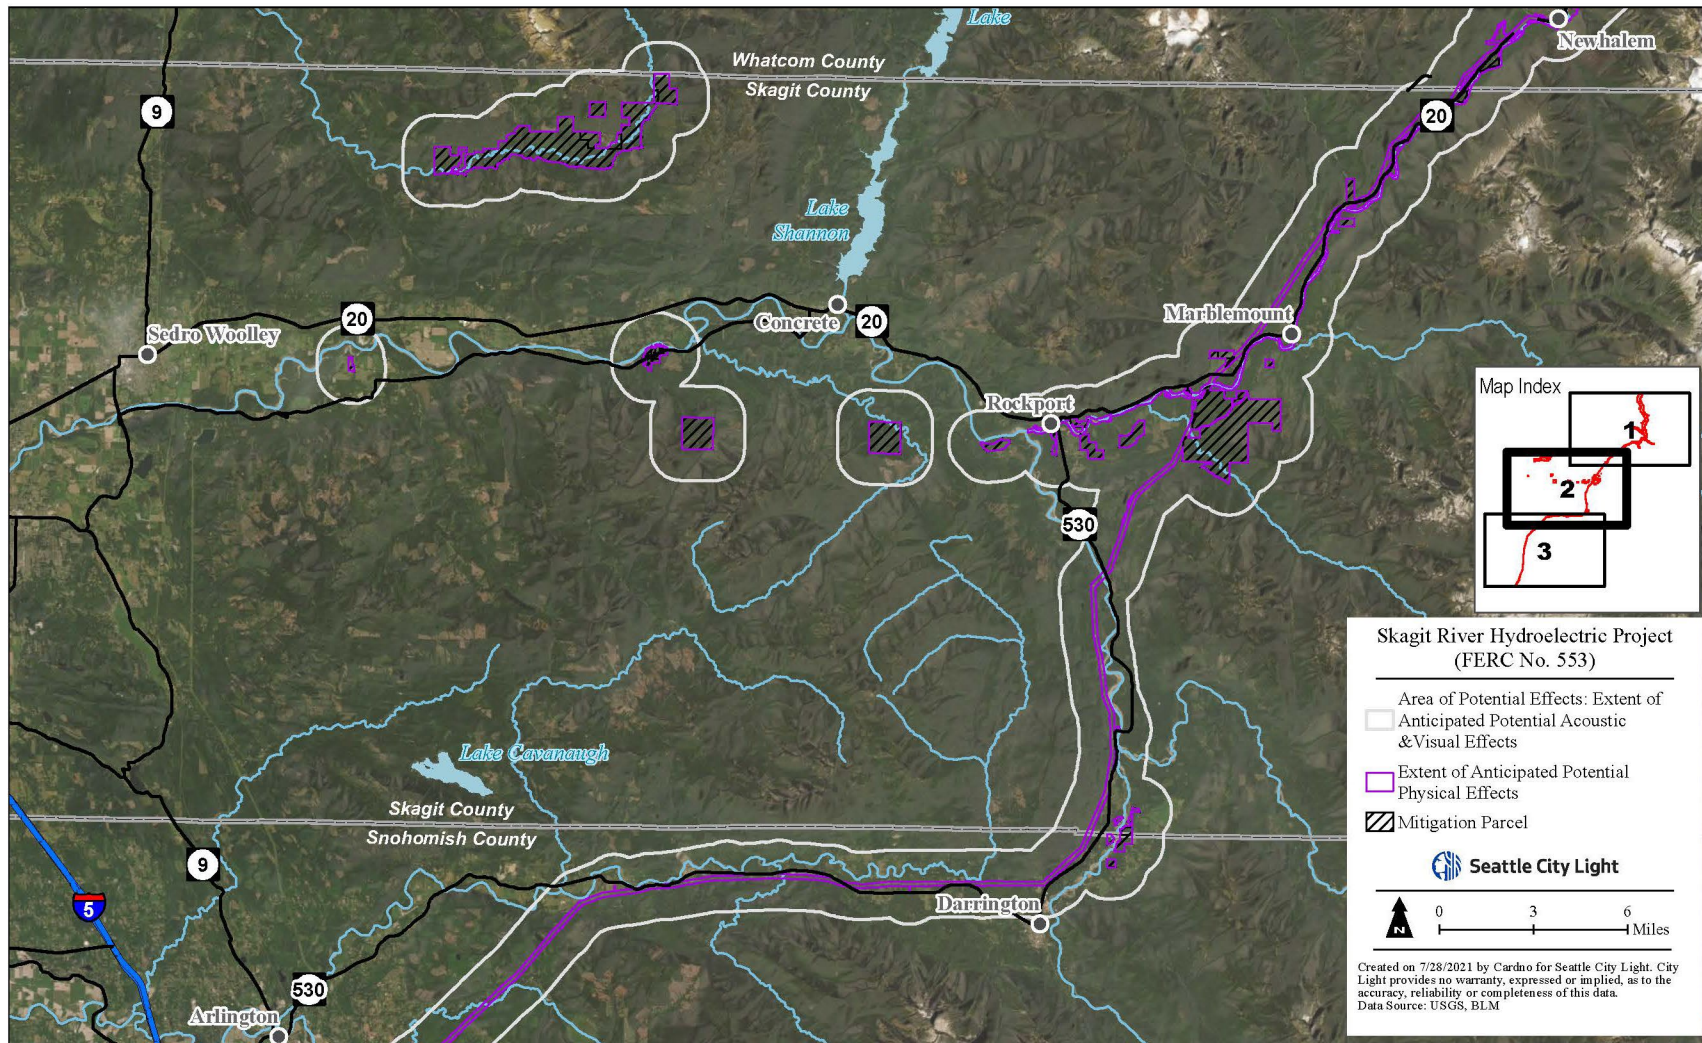 Lake
Newhalem
Whatcom County
Skagit County
9
20
Lake
Shannon
Marblemount
20
Concrete
20
Sedro Woolley
Rockport
530
Map Index
1
2
3
Skagit River Hydroelectric Project
(FERC No. 553)
Area of Potential Effects: Extent of
Anticipated Potential Acoustic
&Visual Effects
Extent of Anticipated Potential
Physical Effects
Mitigation Parcel
Seattle City Light
N
0 3 6
Miles
Created on 7/28/2021 by Cardno for Seattle City Light. City
Light provides no warranty, expressed or implied, as to the
accuracy, reliability or completeness of this data.
Data Source: USGS, BLM
Lake Cavanaugh
Skagit County
Snohomish County
9
5
Darrington
530
Arlington